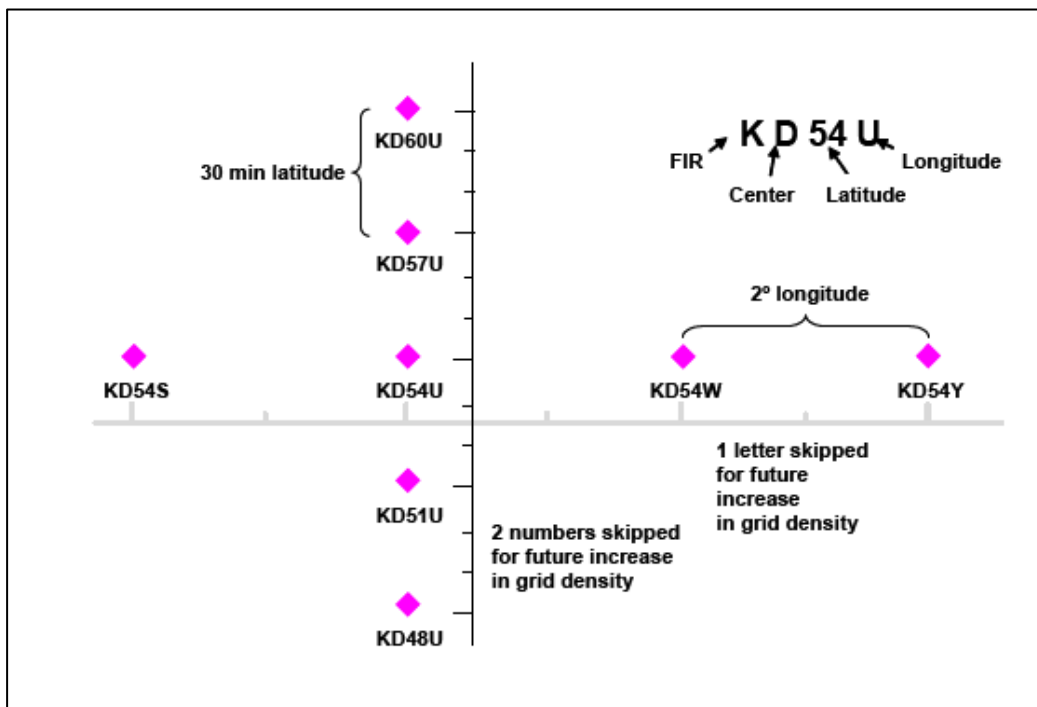 KD60U
K D 54 U
FIR
Longitude
Center
Latitude
30 min latitude
KD57U
2º longitude
KD54S
KD54U
KD54W
KD54Y
1 letter skipped
for future
increase
in grid density
KD51U
2 numbers skipped
for future increase
in grid density
KD48U